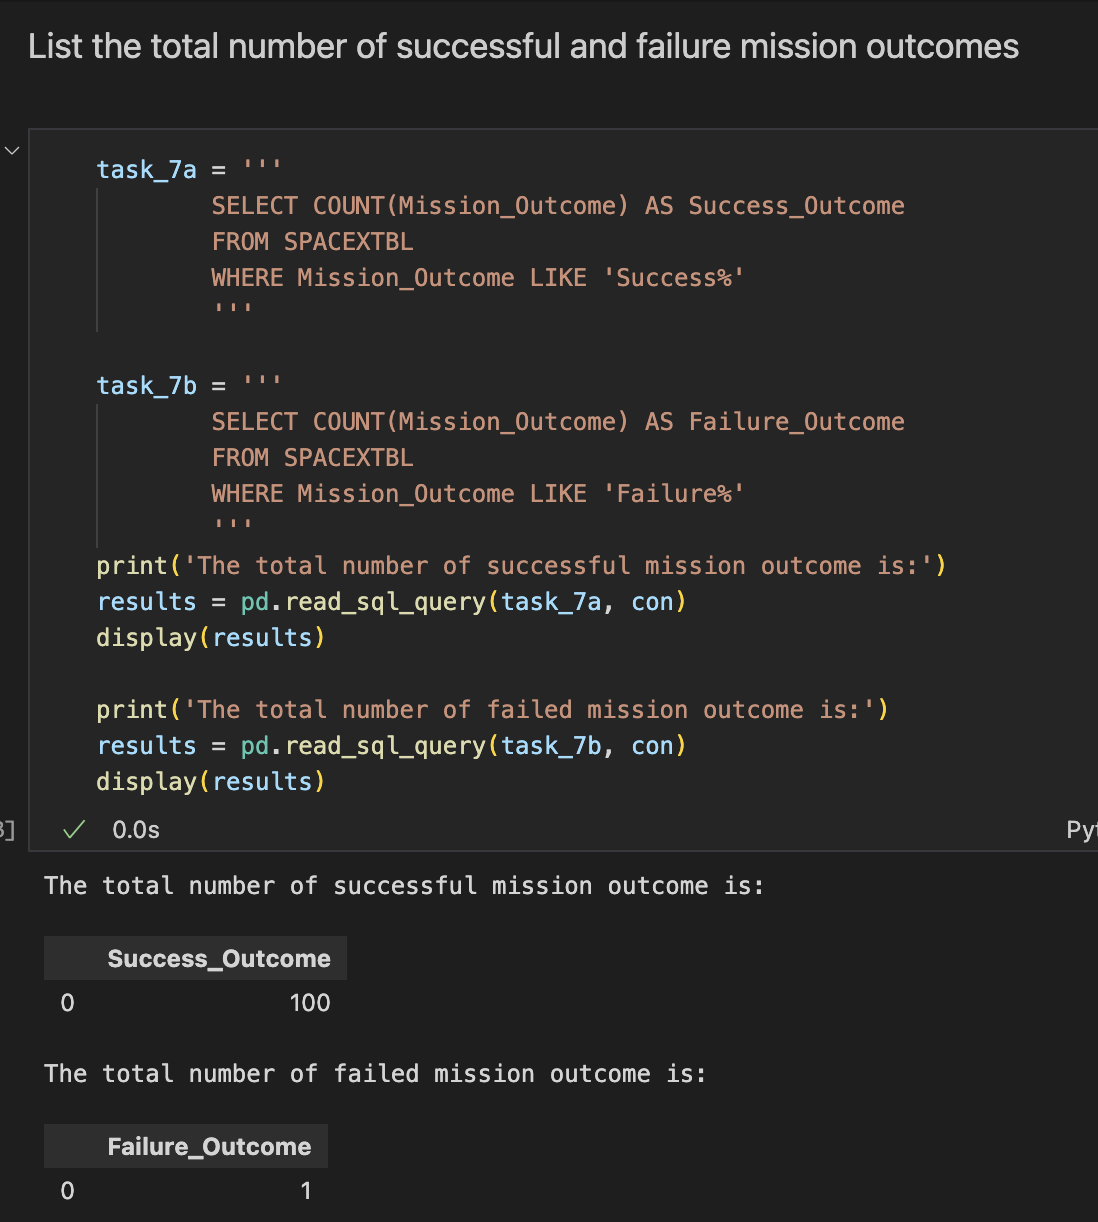 List the total number of successful and failure mission outcomes
task_7a = '''
SELECT COUNT(Mission_Outcome) AS Success_Outcome
FROM SPACEXTBL
WHERE Mission_Outcome LIKE 'Success%'
'''
task_7b = '''
SELECT COUNT(Mission_Outcome) AS Failure_Outcome
FROM SPACEXTBL
WHERE Mission_Outcome LIKE 'Failure%'
'''
print('The total number of successful mission outcome is:')
results = pd.read_sql_query(task_7a, con)
display(results)
print('The total number of failed mission outcome is:')
results = pd.read_sql_query(task_7b, con)
display(results)
0.0s
The total number of successful mission outcome is:
Success_Outcome
0 100
The total number of failed mission outcome is:
Failure_Outcome
0 1